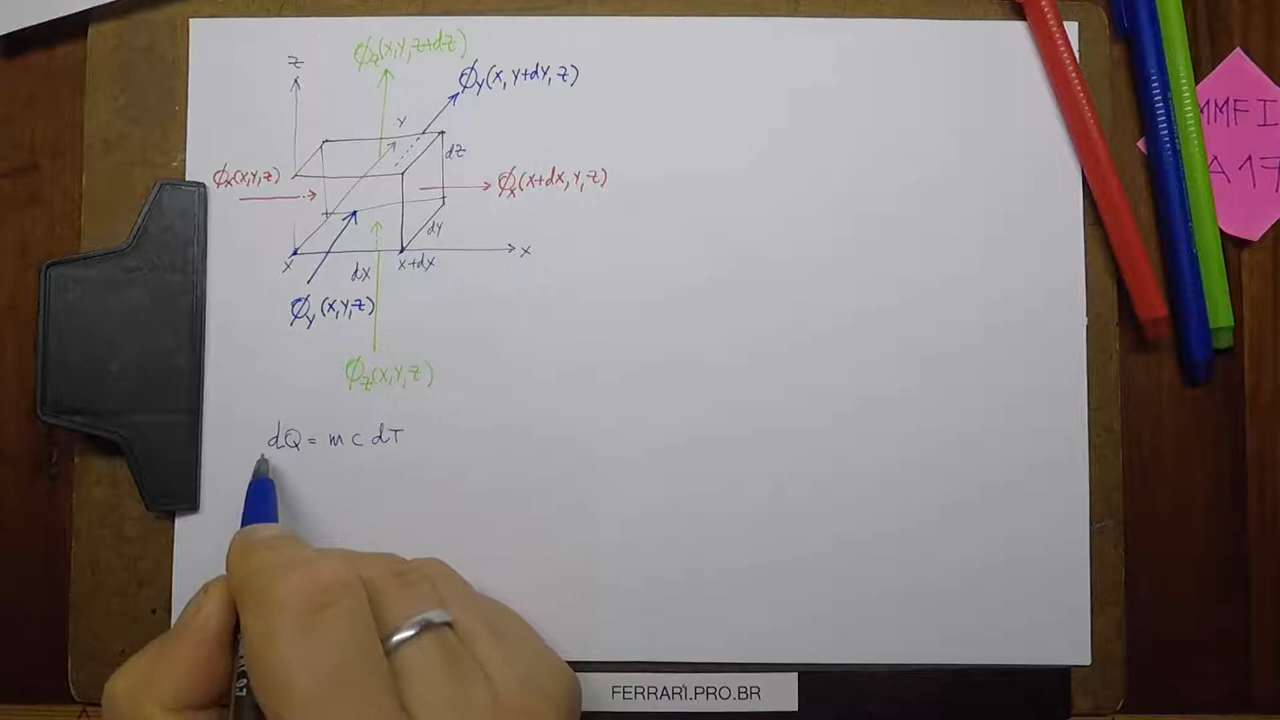 z
ϕz(x,y,z+dz)
ϕy(x, y+dy, z)
y
dz
ϕx(x,y,z)
ϕx(x+dx, y, z)
dy
x
dx
x+dx
x
ϕy(x,y,z)
ϕz(x,y,z)
dQ = m c dT
MMF I
A17
FERRARI.PRO.BR